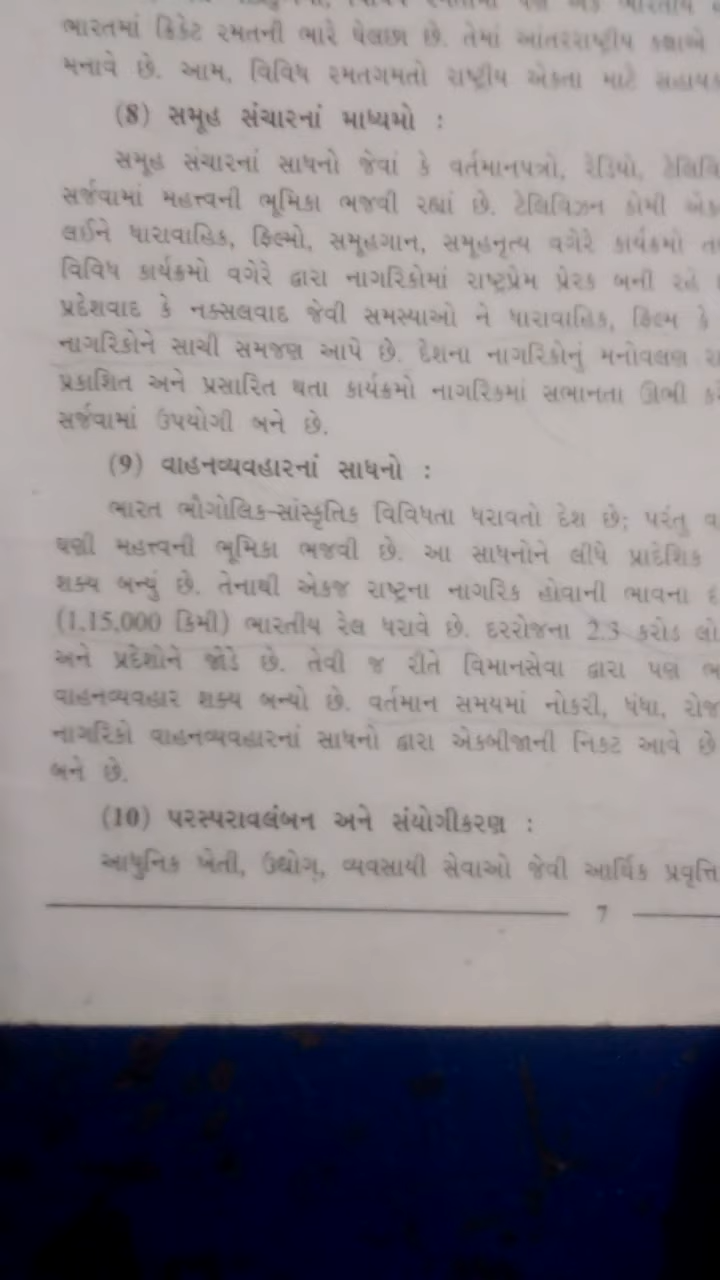 ભારતમાં ક્રિકેટ રમતની ભારે ઘેલછા છે. તેમાં આંતરરાષ્ટ્રીય કક્ષાએ
મનાવે છે. આમ, વિવિધ રમતગમતો રાષ્ટ્રીય એકતા માટે સહાયક
(8) સમૂહ સંચારનાં માધ્યમો :
સમૂહ સંચારનાં સાધનો જેવાં કે વર્તમાનપત્રો, રેડિયો, ટેલિવિ
સર્જવામાં મહત્ત્વની ભૂમિકા ભજવી રહ્યાં છે. ટેલિવિઝન કોમી એક
લઈને ધારાવાહિક, ફિલ્મો, સમૂહગાન, સમૂહનૃત્ય વગેરે કાર્યક્રમો ત
વિવિધ કાર્યક્રમો વગેરે દ્વારા નાગરિકોમાં રાષ્ટ્રપ્રેમ પ્રેરક બની રહે
પ્રદેશવાદ કે નક્સલવાદ જેવી સમસ્યાઓ ને ધારાવાહિક, ફિલ્મ કે
નાગરિકોને સાચી સમજણ આપે છે. દેશના નાગરિકોનું મનોવલણ રા
પ્રકાશિત અને પ્રસારિત થતા કાર્યક્રમો નાગરિકમાં સભાનતા ઊભી કરી
સર્જવામાં ઉપયોગી બને છે.
(9) વાહનવ્યવહારનાં સાધનો :
ભારત ભૌગોલિક-સાંસ્કૃતિક વિવિધતા ધરાવતો દેશ છે; પરંતુ વ
ઘણી મહત્ત્વની ભૂમિકા ભજવી છે. આ સાધનોને લીધે પ્રાદેશિક
શક્ય બન્યું છે. તેનાથી એકજ રાષ્ટ્રના નાગરિક હોવાની ભાવના દ
(1,15,000 કિમી) ભારતીય રેલ ધરાવે છે. દરરોજના 2.3 કરોડ લો
અને પ્રદેશોને જોડે છે. તેવી જ રીતે વિમાનસેવા દ્વારા પણ ભ
વાહનવ્યવહાર શક્ય બન્યો છે. વર્તમાન સમયમાં નોકરી, ધંધા, રોજ
નાગરિકો વાહનવ્યવહારનાં સાધનો દ્વારા એકબીજાની નિકટ આવે છે
બને છે.
(10) પરસ્પરાવલંબન અને સંયોગીકરણ :
આધુનિક ખેતી, ઉદ્યોગ, વ્યવસાયી સેવાઓ જેવી આર્થિક પ્રવૃત્તિ
7